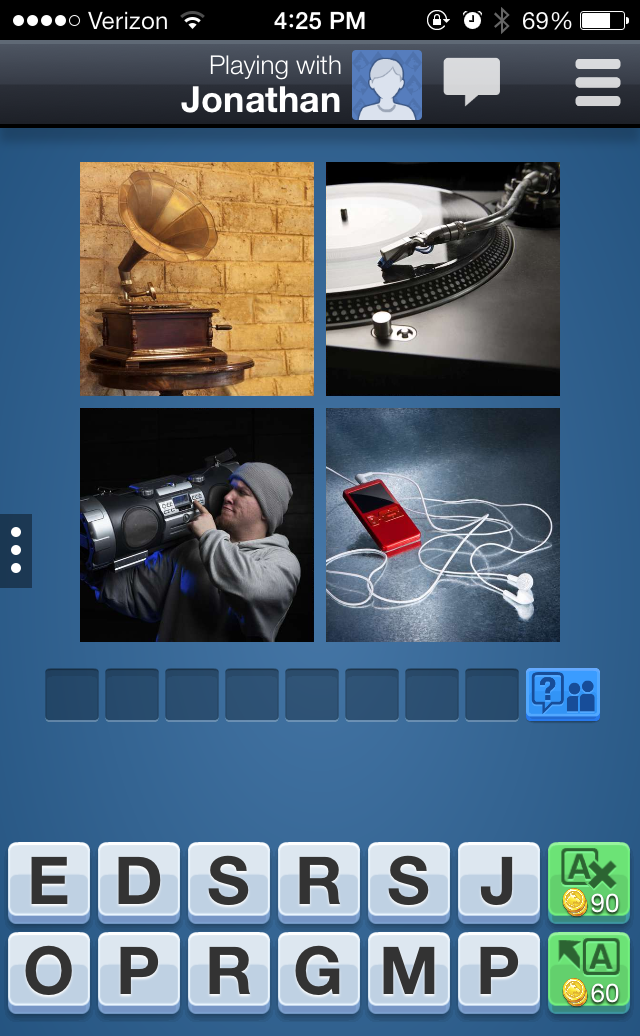 Verizon 4:25 PM 69%
Playing with
Jonathan
?
E D S R S J
A 90
O P R G M P
A 60